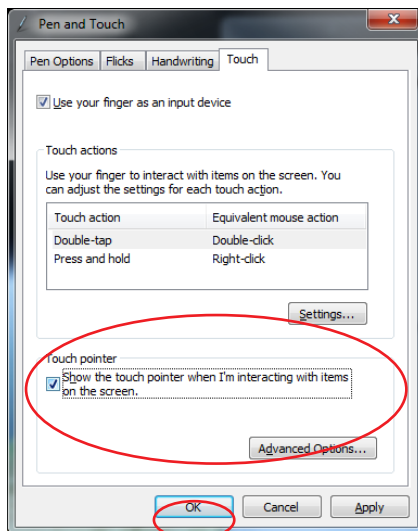 Pen and Touch
Pen Options Flicks Handwriting Touch
Use your finger as an input device
Touch actions
Use your finger to interact with items on the screen. You
can adjust the settings for each touch action.
Touch action Equivalent mouse action
Double-tap Double-click
Press and hold Right-click
Settings...
Touch pointer
Show the touch pointer when I'm interacting with items
on the screen.
Advanced Options...
OK Cancel Apply